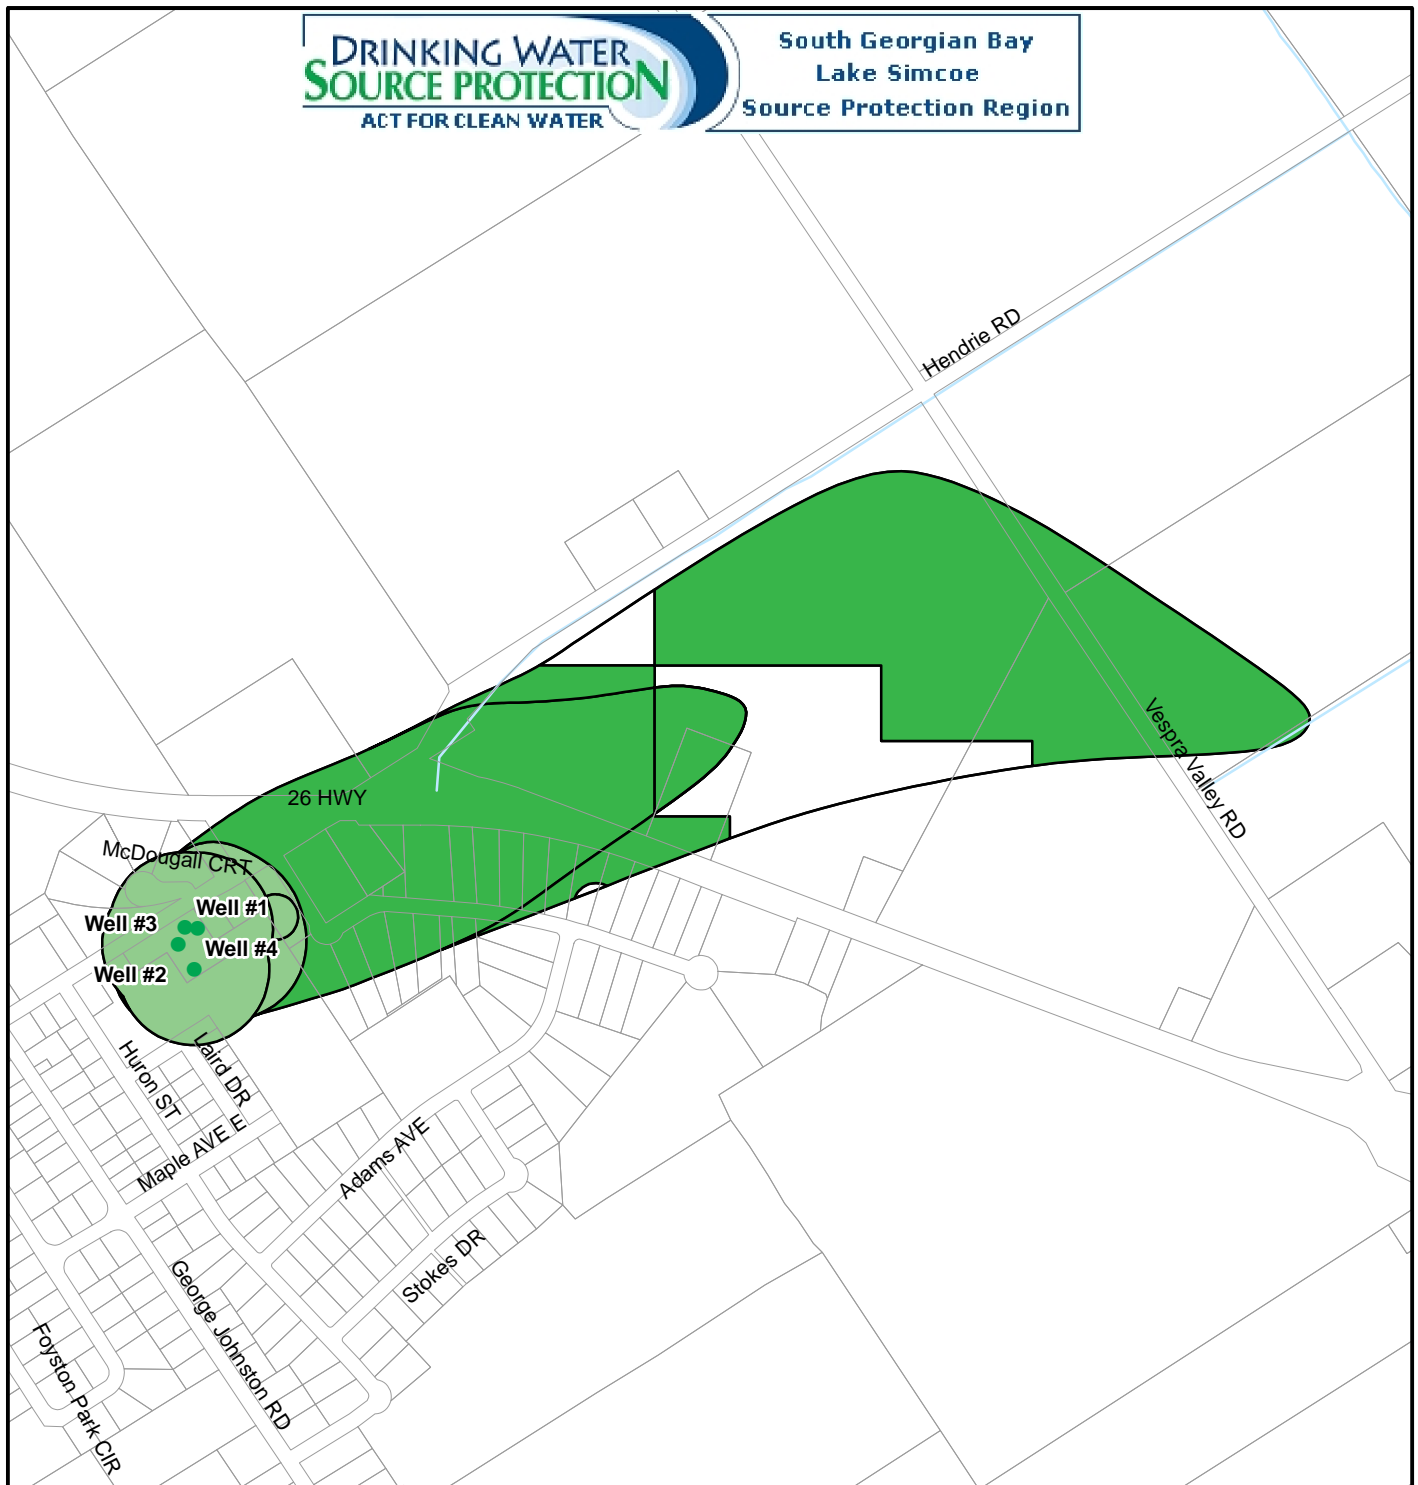 DRINKING WATER
SOURCE PROTECTION
ACT FOR CLEAN WATER
South Georgian Bay
Lake Simcoe
Source Protection Region
Hendrie RD
Vespra Valley RD
26 HWY
McDougall CRT
Well #1
Well #3
Well #4
Well #2
Laird DR
Huron ST
Maple AVE E
Adams AVE
Stokes DR
George Johnston RD
Foyston Park CIR